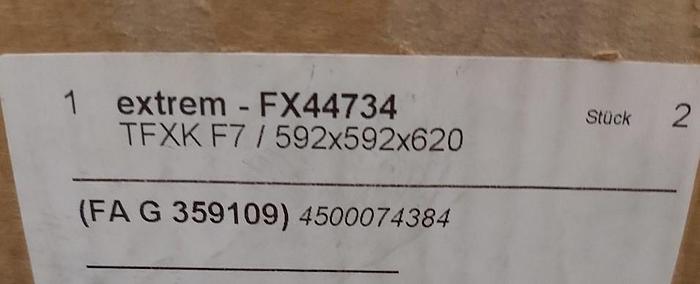 1 extrem - FX44734 Stück 2
TFXK F7 / 592x592x620
(FA G 359109) 4500074384